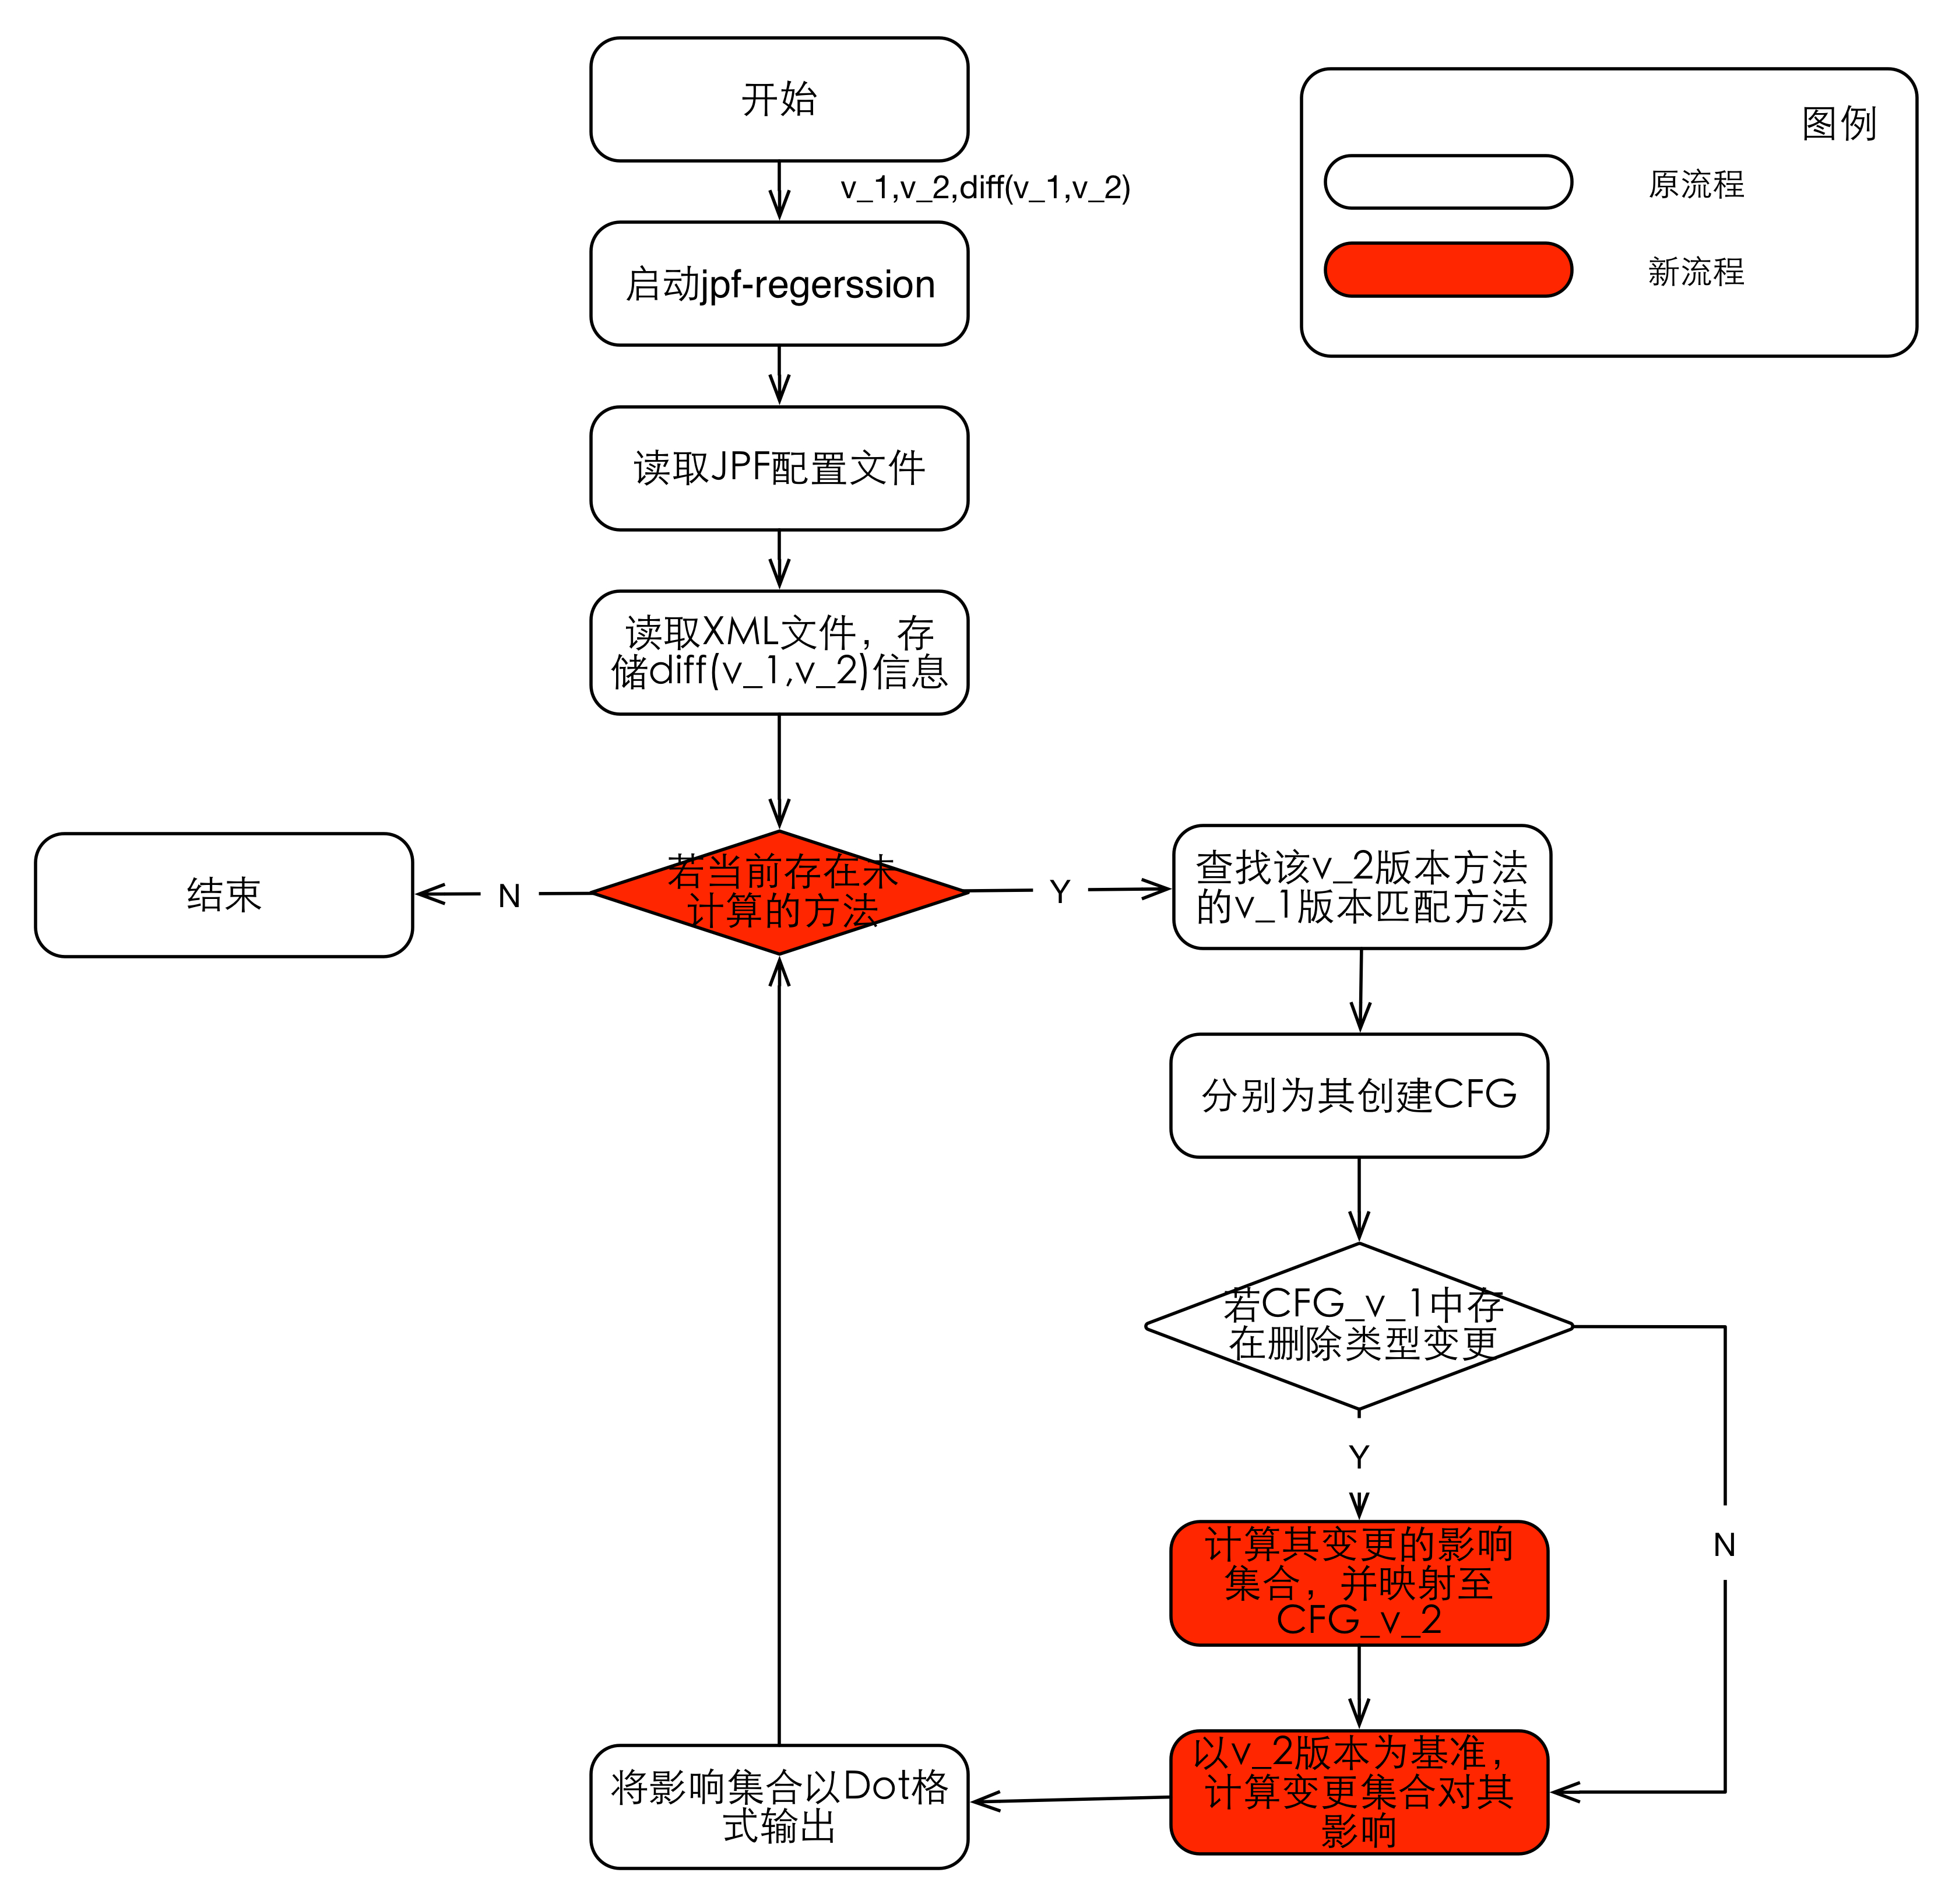 开始
v_1,v_2,diff(v_1,v_2)
图例
原流程
新流程
启动jpf-regerssion
读取JPF配置文件
读取XML文件，存
储diff(v_1,v_2)信息
结束
N
若当前存在未
计算的方法
Y
查找该v_2版本方法
的v_1版本匹配方法
分别为其创建CFG
若CFG_v_1中存
在删除类型变更
Y
N
计算其变更的影响
集合，并映射至
CFG_v_2
以v_2版本为基准，
计算变更集合对其
影响
将影响集合以Dot格
式输出